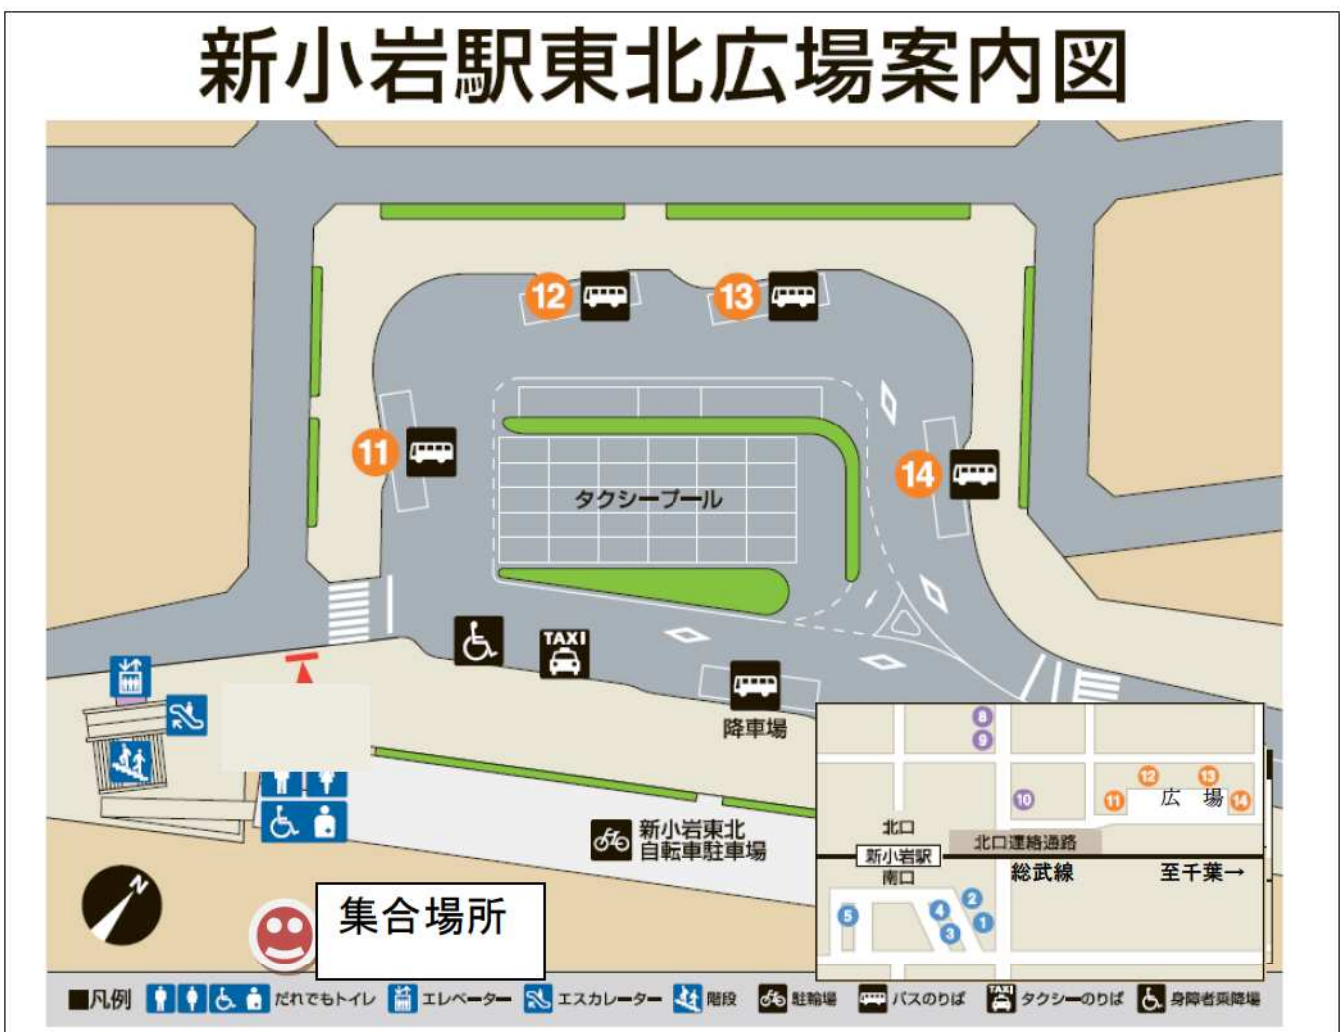 新小岩駅東北広場案内図
12
13
11
14
タクシープール
TAXI
降車場
8
9
12
13
10
11
広 場
14
北口
北口連絡通路
新小岩駅
南口
総武線
至千葉→
5
4
2
3
1
新小岩東北
自転車駐車場
N
集合場所
■凡例 だれでもトイレ エレベーター エスカレーター 階段 駐輪場 バスのりば TAXI タクシーのりば 身障者乗降場